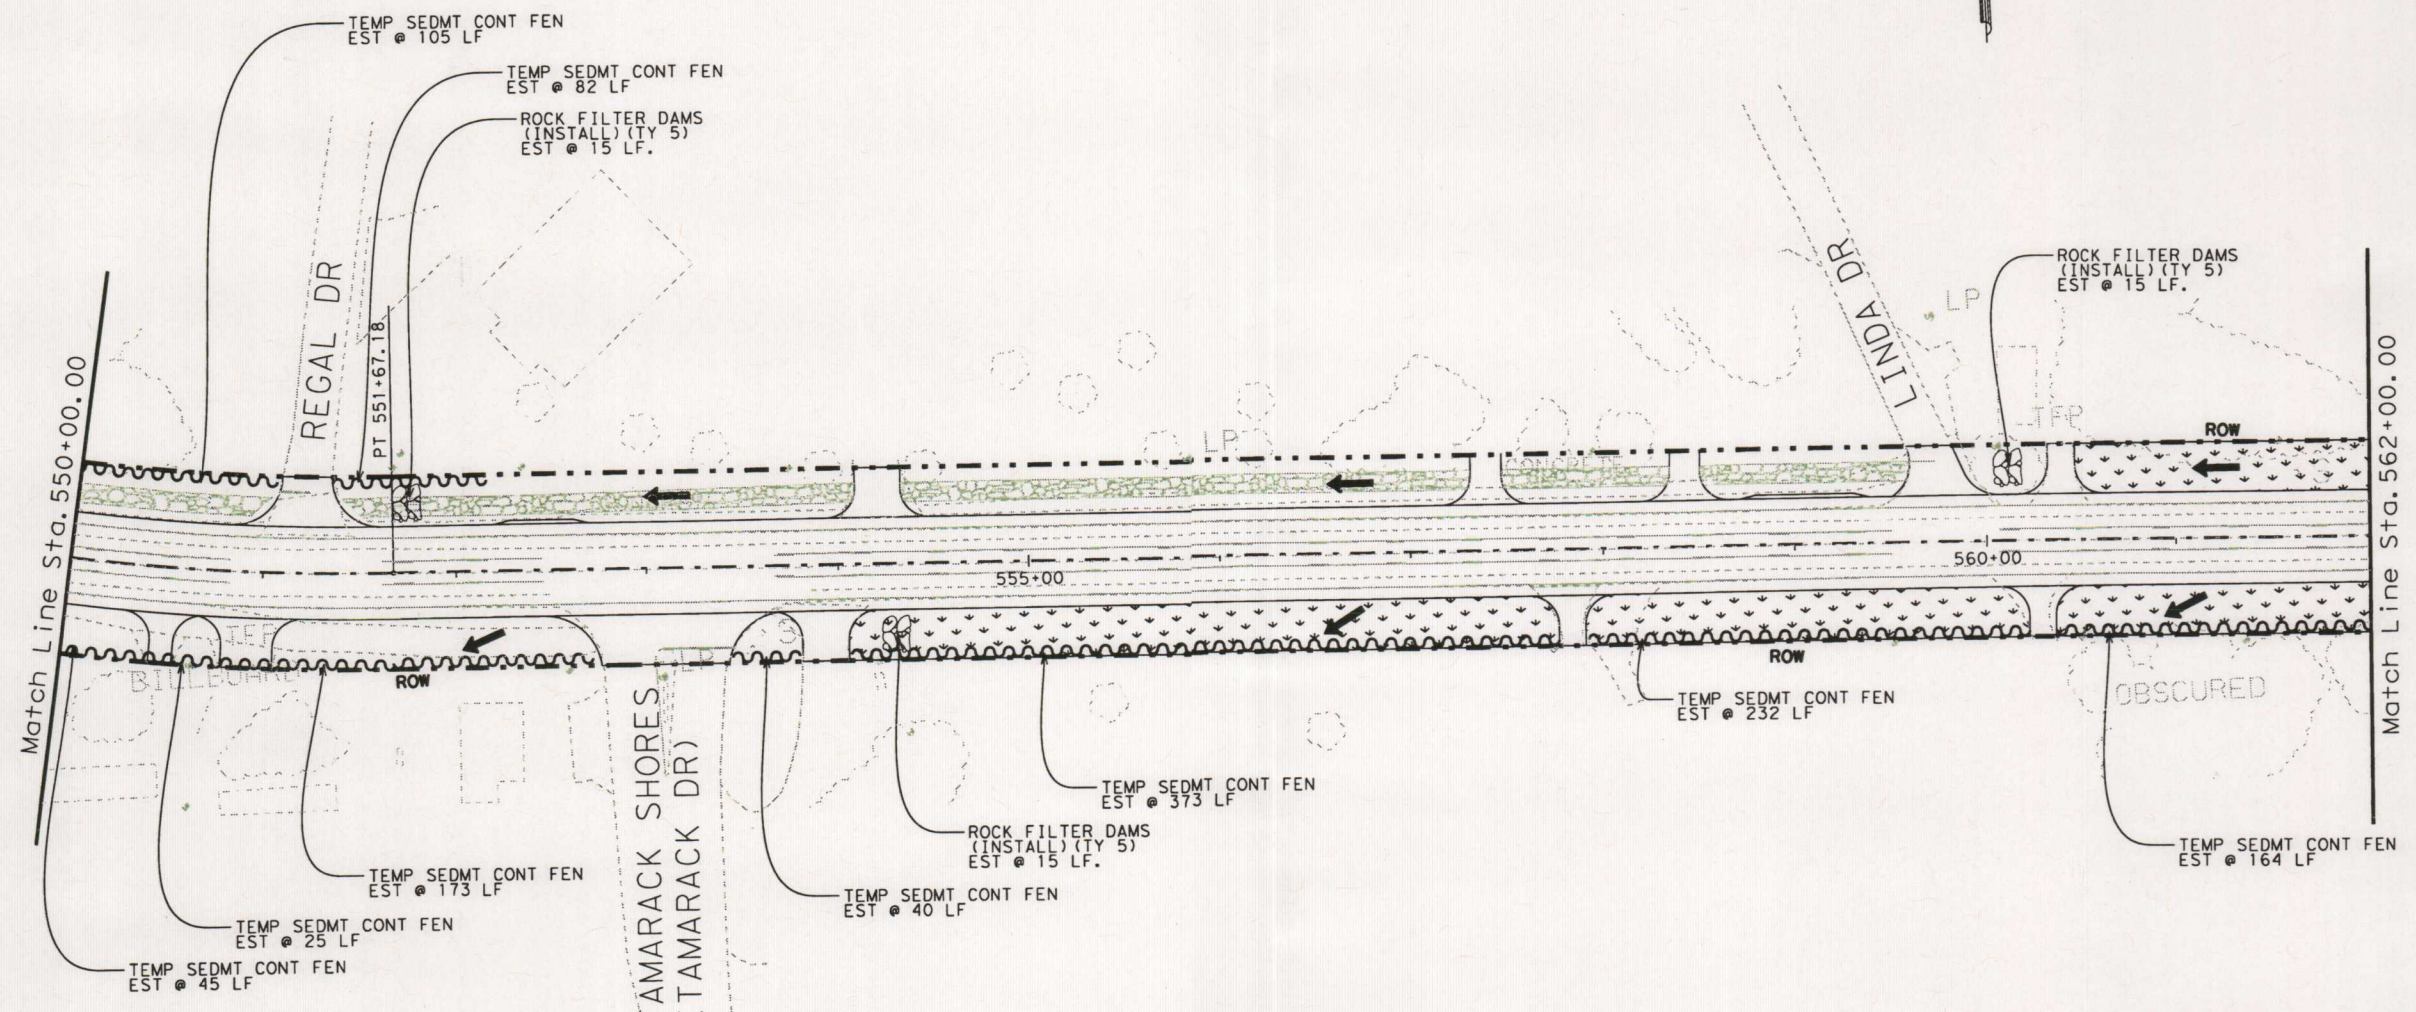 TEMP SEDMT CONT FEN
EST @ 105 LF
TEMP SEDMT CONT FEN
EST @ 82 LF
ROCK FILTER DAMS
(INSTALL)(TY 5)
EST @ 15 LF.
REGAL DR
PT 551+67.18
LINDA DR
LP
ROCK FILTER DAMS
(INSTALL)(TY 5)
EST @ 15 LF.
Match Line Sta. 550+00.00
Match Line Sta. 562+00.00
LP
CONCRETE
TFP
ROW
555+00
560+00
TFP
LP
BILLBOARD
ROW
ROW
OBSCURED
AMARACK SHORES
TAMARACK DR)
TEMP SEDMT CONT FEN
EST @ 232 LF
TEMP SEDMT CONT FEN
EST @ 373 LF
ROCK FILTER DAMS
(INSTALL)(TY 5)
EST @ 15 LF.
TEMP SEDMT CONT FEN
EST @ 164 LF
TEMP SEDMT CONT FEN
EST @ 173 LF
TEMP SEDMT CONT FEN
EST @ 40 LF
TEMP SEDMT CONT FEN
EST @ 25 LF
TEMP SEDMT CONT FEN
EST @ 45 LF